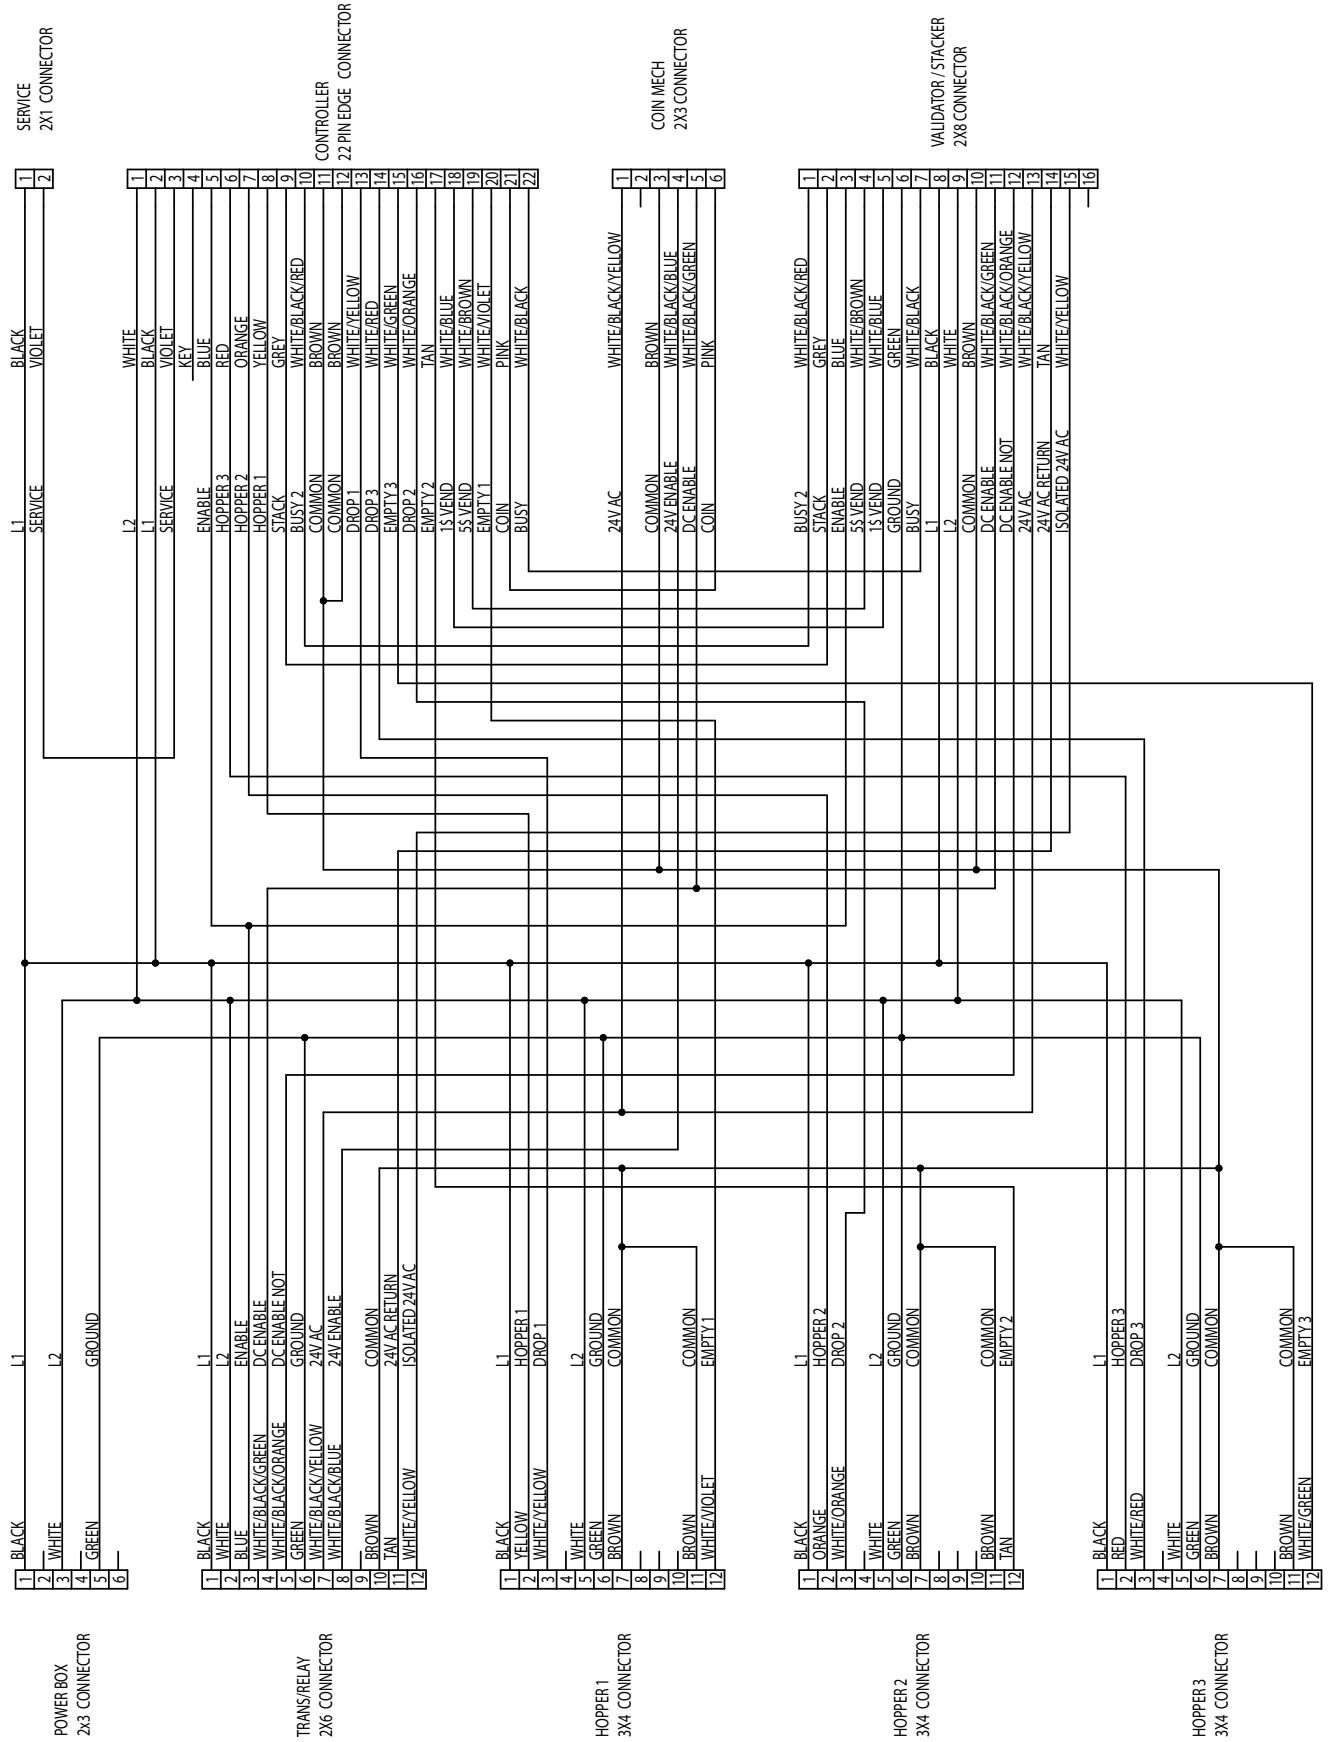 SERVICE
2X1 CONNECTOR
1
2
BLACK
VIOLET
L1
SERVICE
CONTROLLER
22 PIN EDGE CONNECTOR
1
2
3
4
5
6
7
8
9
10
11
12
13
14
15
16
17
18
19
20
21
22
WHITE
BLACK
VIOLET
KEY
BLUE
RED
ORANGE
YELLOW
GREY
WHITE/BLACK/RED
BROWN
BROWN
WHITE/YELLOW
WHITE/RED
WHITE/GREEN
WHITE/ORANGE
TAN
WHITE/BLUE
WHITE/BROWN
WHITE/VIOLET
PINK
WHITE/BLACK
L2
L1
SERVICE
ENABLE
HOPPER 3
HOPPER 2
HOPPER 1
STACK
BUSY 2
COMMON
COMMON
DROP 1
DROP 3
EMPTY 3
DROP 2
EMPTY 2
1$ VEND
5$ VEND
EMPTY 1
COIN
BUSY
COIN MECH
2X3 CONNECTOR
1
2
3
4
5
6
WHITE/BLACK/YELLOW
BROWN
WHITE/BLACK/BLUE
WHITE/BLACK/GREEN
PINK
24V AC
COMMON
24V ENABLE
DC ENABLE
COIN
VALIDATOR / STACKER
2X8 CONNECTOR
1
2
3
4
5
6
7
8
9
10
11
12
13
14
15
16
WHITE/BLACK/RED
GREY
BLUE
WHITE/BROWN
WHITE/BLUE
GREEN
WHITE/BLACK
BLACK
WHITE
BROWN
WHITE/BLACK/GREEN
WHITE/BLACK/ORANGE
WHITE/BLACK/YELLOW
TAN
WHITE/YELLOW
BUSY 2
STACK
ENABLE
5$ VEND
1$ VEND
GROUND
BUSY
L1
L2
COMMON
DC ENABLE
DC ENABLE NOT
24V AC
24V AC RETURN
ISOLATED 24V AC
POWER BOX
2x3 CONNECTOR
1
2
3
4
5
6
BLACK
WHITE
GREEN
L1
L2
GROUND
TRANS/RELAY
2X6 CONNECTOR
1
2
3
4
5
6
7
8
9
10
11
12
BLACK
WHITE
BLUE
WHITE/BLACK/GREEN
WHITE/BLACK/ORANGE
GREEN
WHITE/BLACK/YELLOW
WHITE/BLACK/BLUE
BROWN
TAN
WHITE/YELLOW
L1
L2
ENABLE
DC ENABLE
DC ENABLE NOT
GROUND
24V AC
24V ENABLE
COMMON
24V AC RETURN
ISOLATED 24V AC
HOPPER 1
3X4 CONNECTOR
1
2
3
4
5
6
7
8
9
10
11
12
BLACK
YELLOW
WHITE/YELLOW
WHITE
GREEN
BROWN
BROWN
WHITE/VIOLET
L1
HOPPER 1
DROP 1
L2
GROUND
COMMON
COMMON
EMPTY 1
HOPPER 2
3X4 CONNECTOR
1
2
3
4
5
6
7
8
9
10
11
12
BLACK
ORANGE
WHITE/ORANGE
WHITE
GREEN
BROWN
BROWN
TAN
L1
HOPPER 2
DROP 2
L2
GROUND
COMMON
COMMON
EMPTY 2
HOPPER 3
3X4 CONNECTOR
1
2
3
4
5
6
7
8
9
10
11
12
BLACK
RED
WHITE/RED
WHITE
GREEN
BROWN
BROWN
WHITE/GREEN
L1
HOPPER 3
DROP 3
L2
GROUND
COMMON
COMMON
EMPTY 3